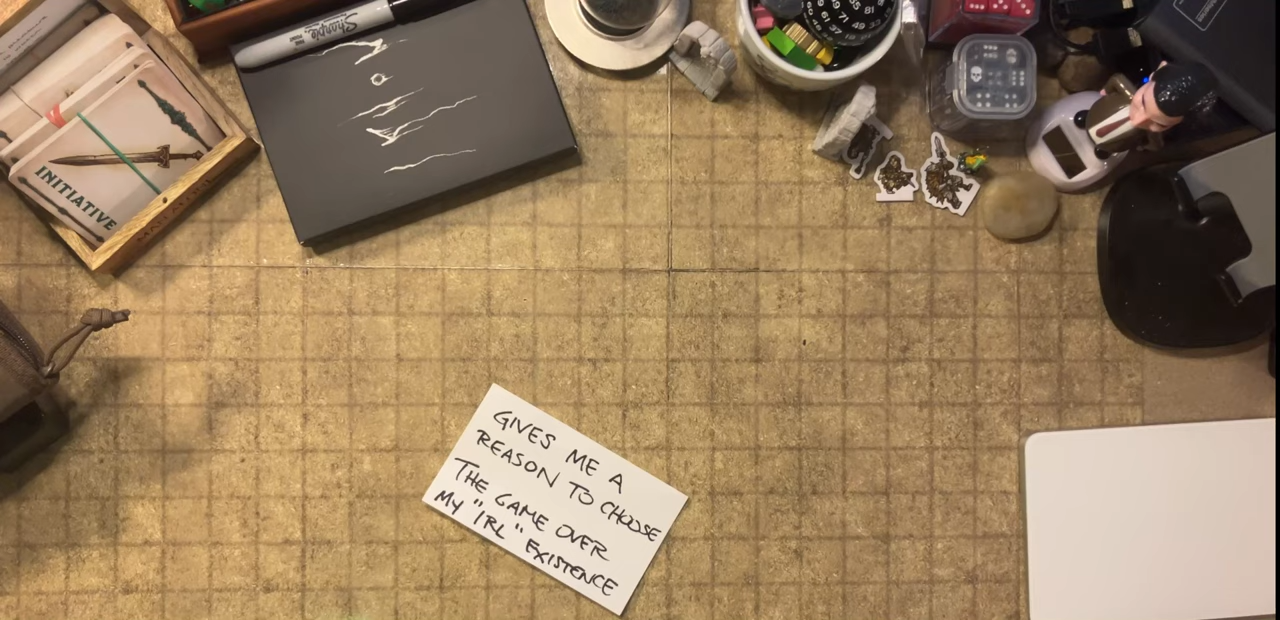 Sharpie
INITIATIVE
GIVES ME A
REASON TO CHOOSE
THE GAME OVER
MY "IRL" EXISTENCE